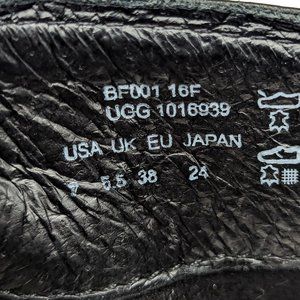 BF001 16F
UGG 1016939
USA UK EU JAPAN
7 5.5 38 24